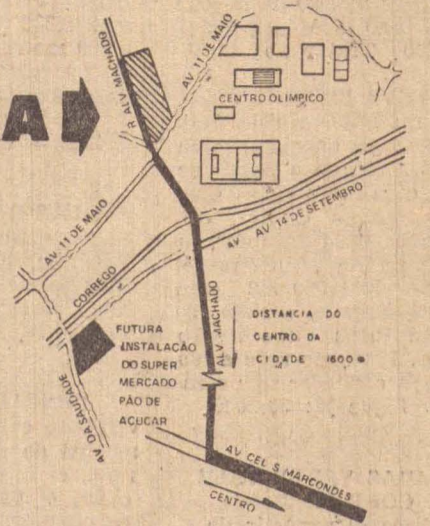 R. ALV. MACHADO
AV. 11 DE MAIO
CENTRO OLIMPICO
A
AV. 11 DE MAIO
CORREGO
AV AV. 14 DE SETEMBRO
ALV. MACHADO
DISTANCIA DO
CENTRO DA
CIDADE 1600 m
FUTURA
INSTALAÇÃO
DO SUPER
MERCADO
PÃO DE
AÇUCAR
AV. DA SAUDADE
AV. CEL. S. MARCONDES
CENTRO